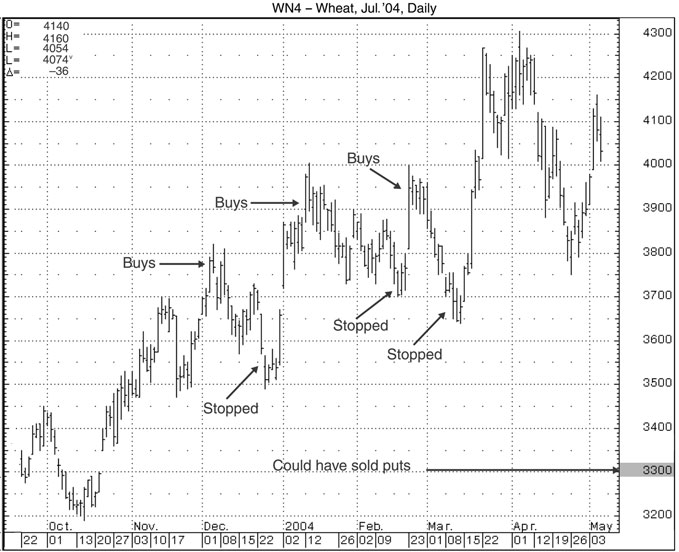 WN4 – Wheat, Jul. '04, Daily
O= 4140
H= 4160
L= 4054
L= 4074v
Δ= –36
4300
4200
4100
4000
3900
3800
3700
3600
3500
3400
3300
3200
Buys
Buys
Buys
Stopped
Stopped
Stopped
Could have sold puts
Oct. Nov. Dec. 2004 Feb. Mar. Apr. May
22 01 13 20 27 03 10 17 01 08 15 22 02 12 26 02 09 23 01 08 15 22 01 12 19 26 03